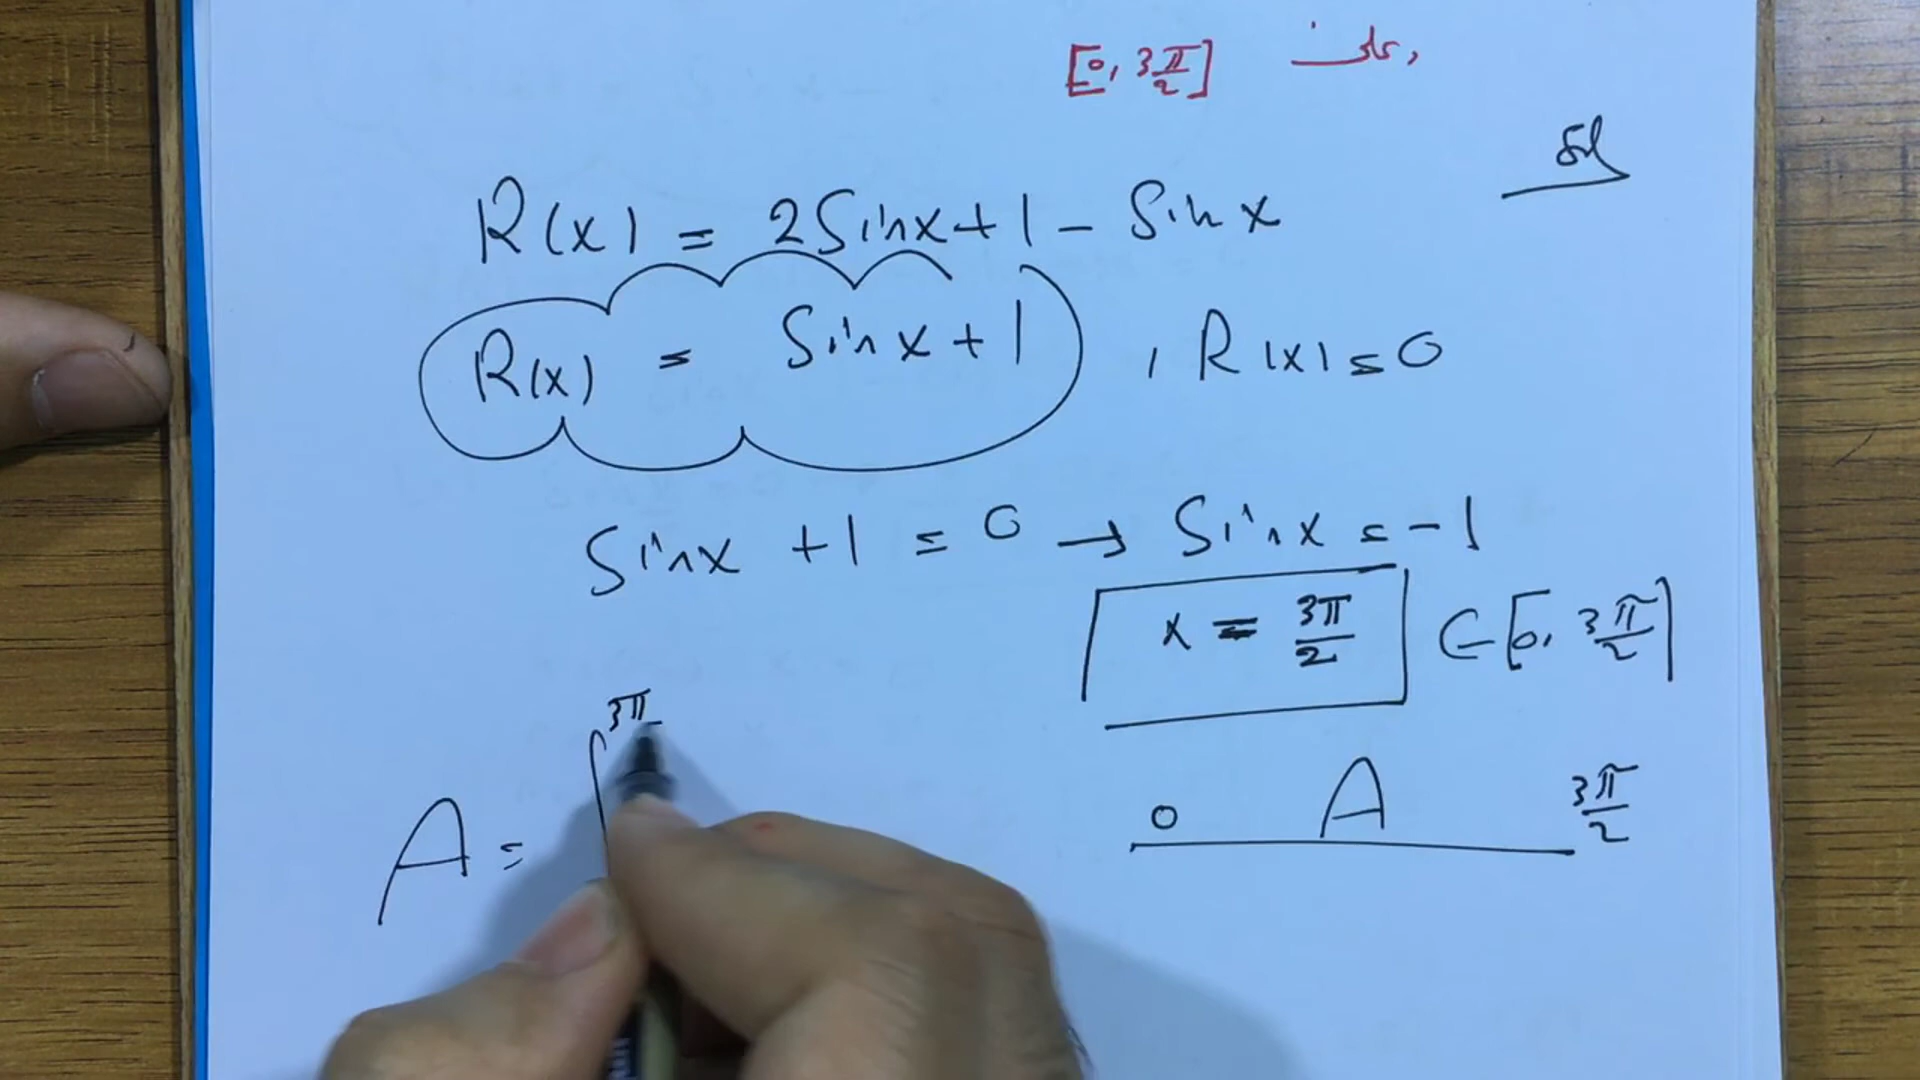 [0, 3π/2]
Sol
R(x) = 2Sinx+1 - Sinx
R(x) = Sinx+1 , R(x)=0
Sinx +1 = 0 → Sinx = -1
x = 3π/2 ∈ [0, 3π/2]
0 A 3π/2
A = ∫ 3π